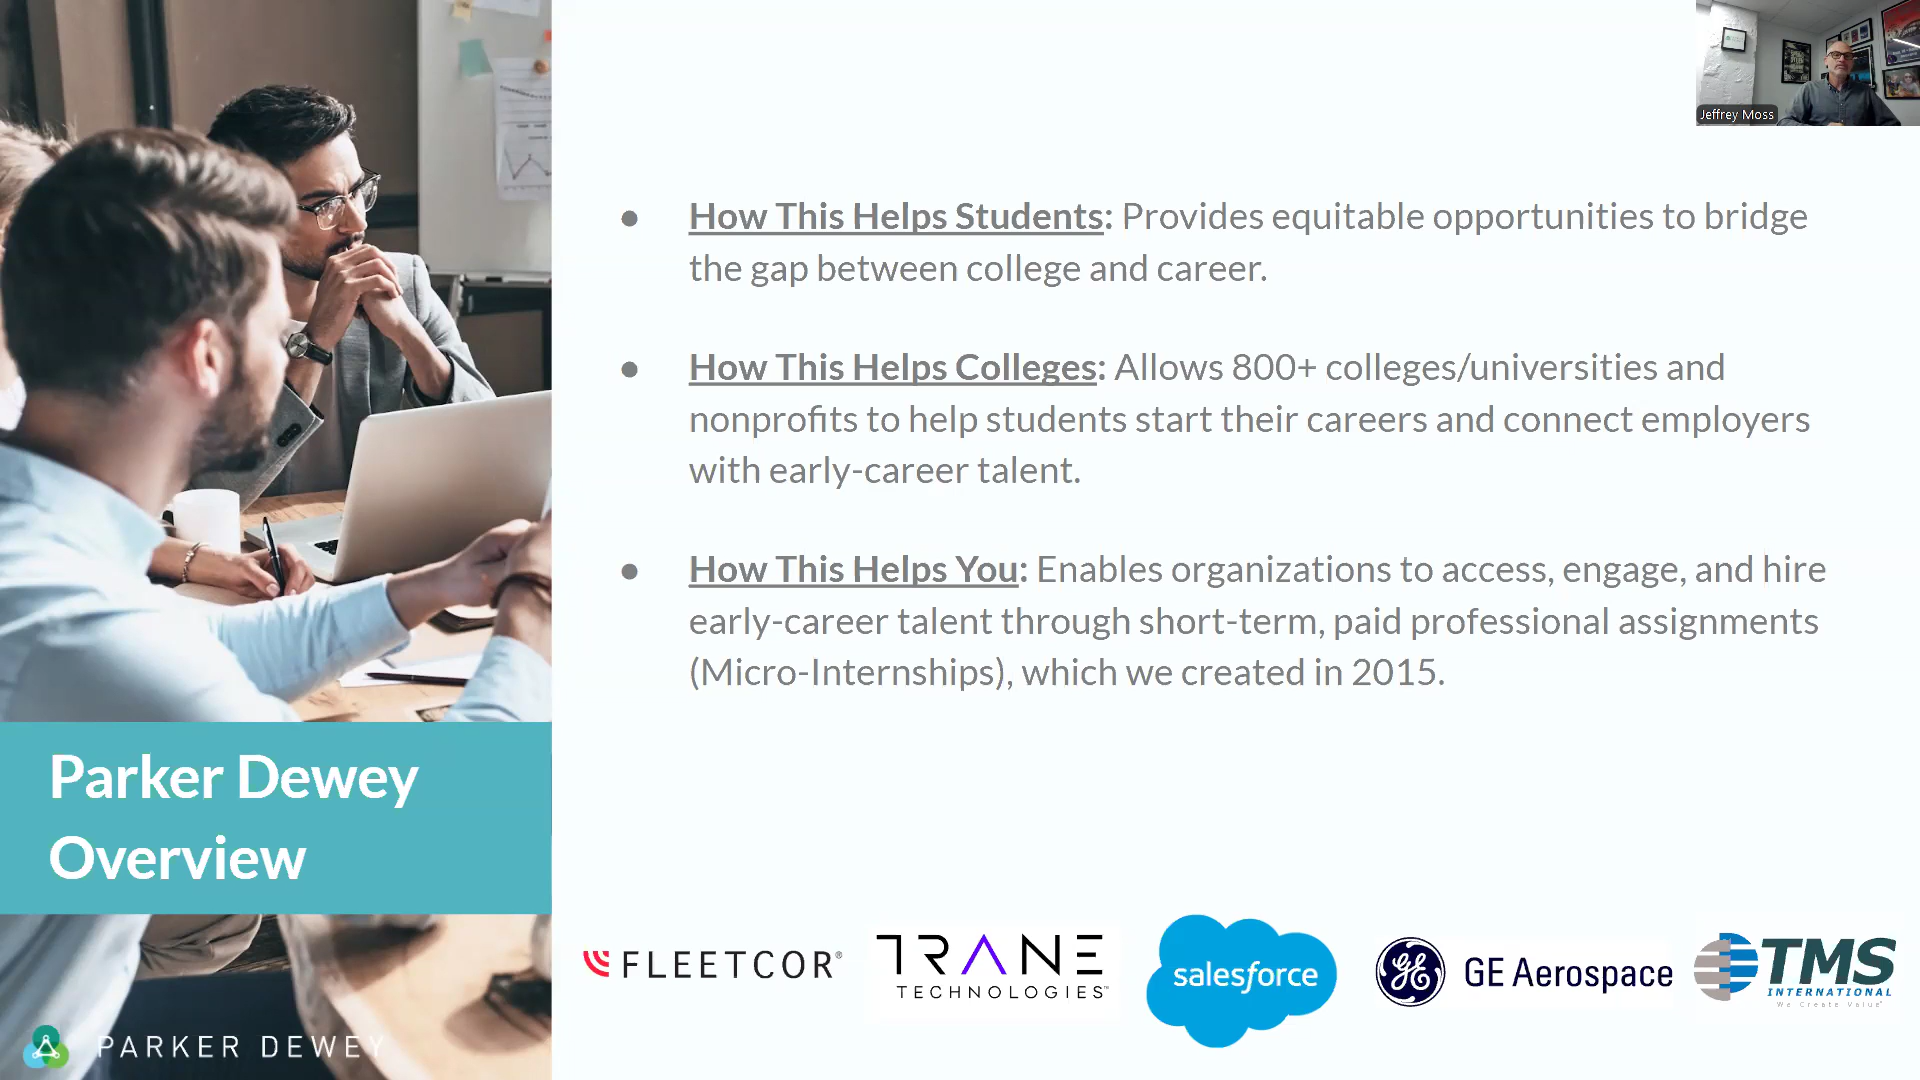 Jeffrey Moss
● How This Helps Students: Provides equitable opportunities to bridge
the gap between college and career.
● How This Helps Colleges: Allows 800+ colleges/universities and
nonprofits to help students start their careers and connect employers
with early-career talent.
● How This Helps You: Enables organizations to access, engage, and hire
early-career talent through short-term, paid professional assignments
(Micro-Internships), which we created in 2015.
Parker Dewey
Overview
FLEETCOR®
TRANE
TECHNOLOGIES™
salesforce
GE Aerospace
TMS
INTERNATIONAL
We Create Value
PARKER DEWEY